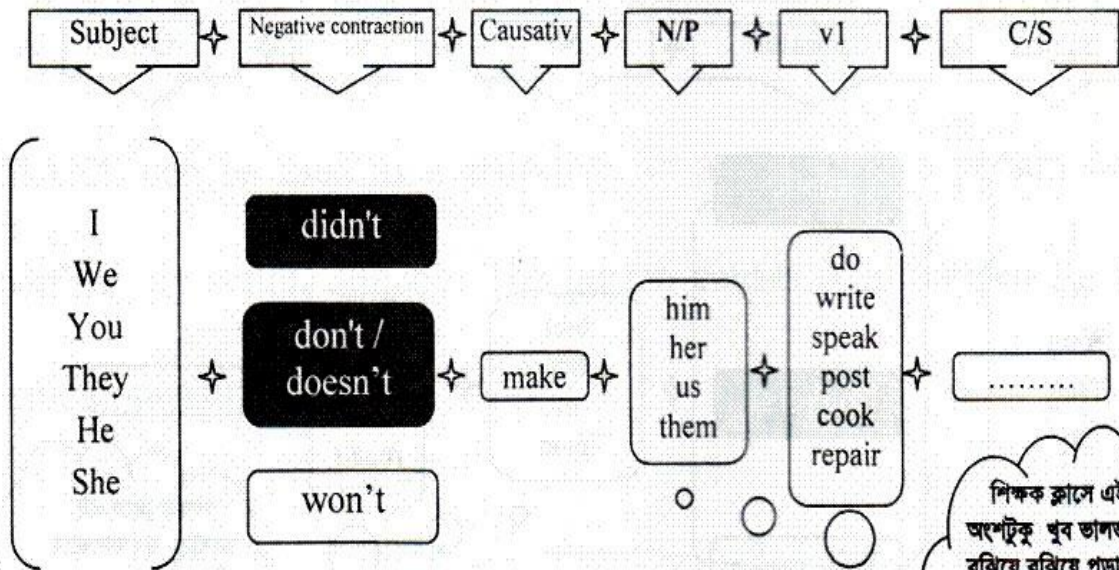 Subject Negative contraction Causativ N/P v1 C/S
I
We
You
They
He
She
didn't
don't /
doesn't
won't
make
him
her
us
them
do
write
speak
post
cook
repair
.........
শিক্ষক ক্লাসে
অংশটুকু খুব
বুঝিয়ে বুঝিয়ে